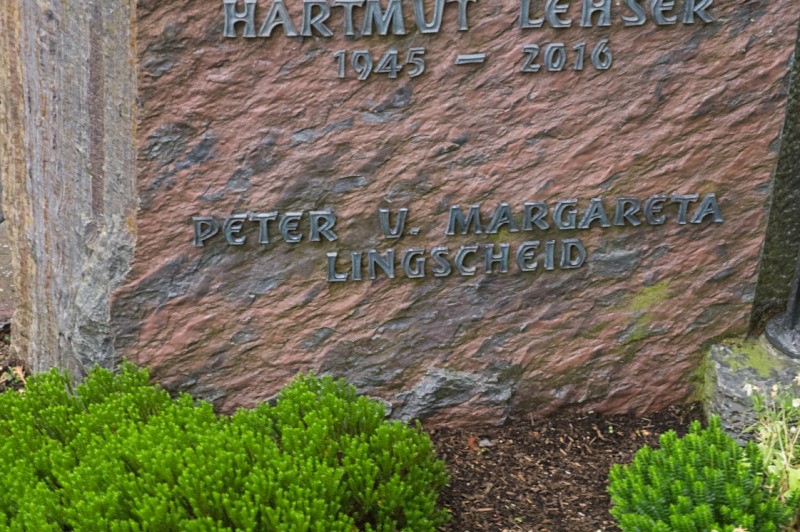 HARTMUT LEHSER
1945 – 2016
PETER U. MARGARETA
LINGSCHEID